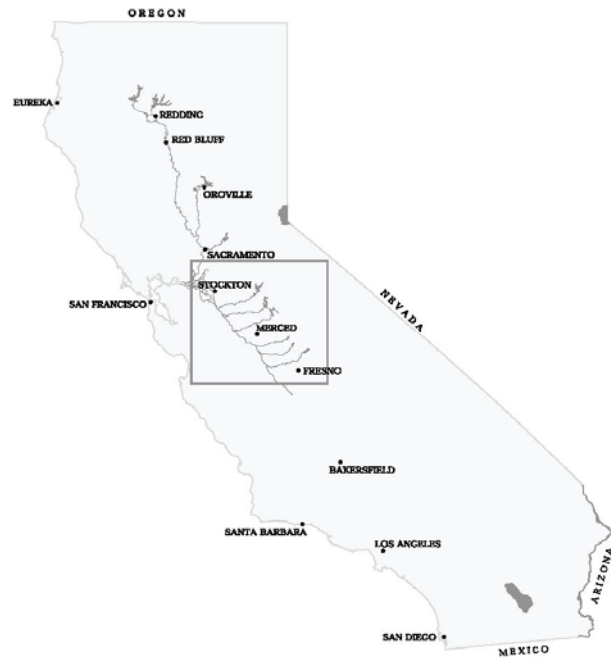 OREGON
EUREKA
REDDING
RED BLUFF
OROVILLE
SACRAMENTO
STOCKTON
SAN FRANCISCO
NEVADA
MERCED
FRESNO
BAKERSFIELD
SANTA BARBARA
LOS ANGELES
ARIZONA
SAN DIEGO
MEXICO